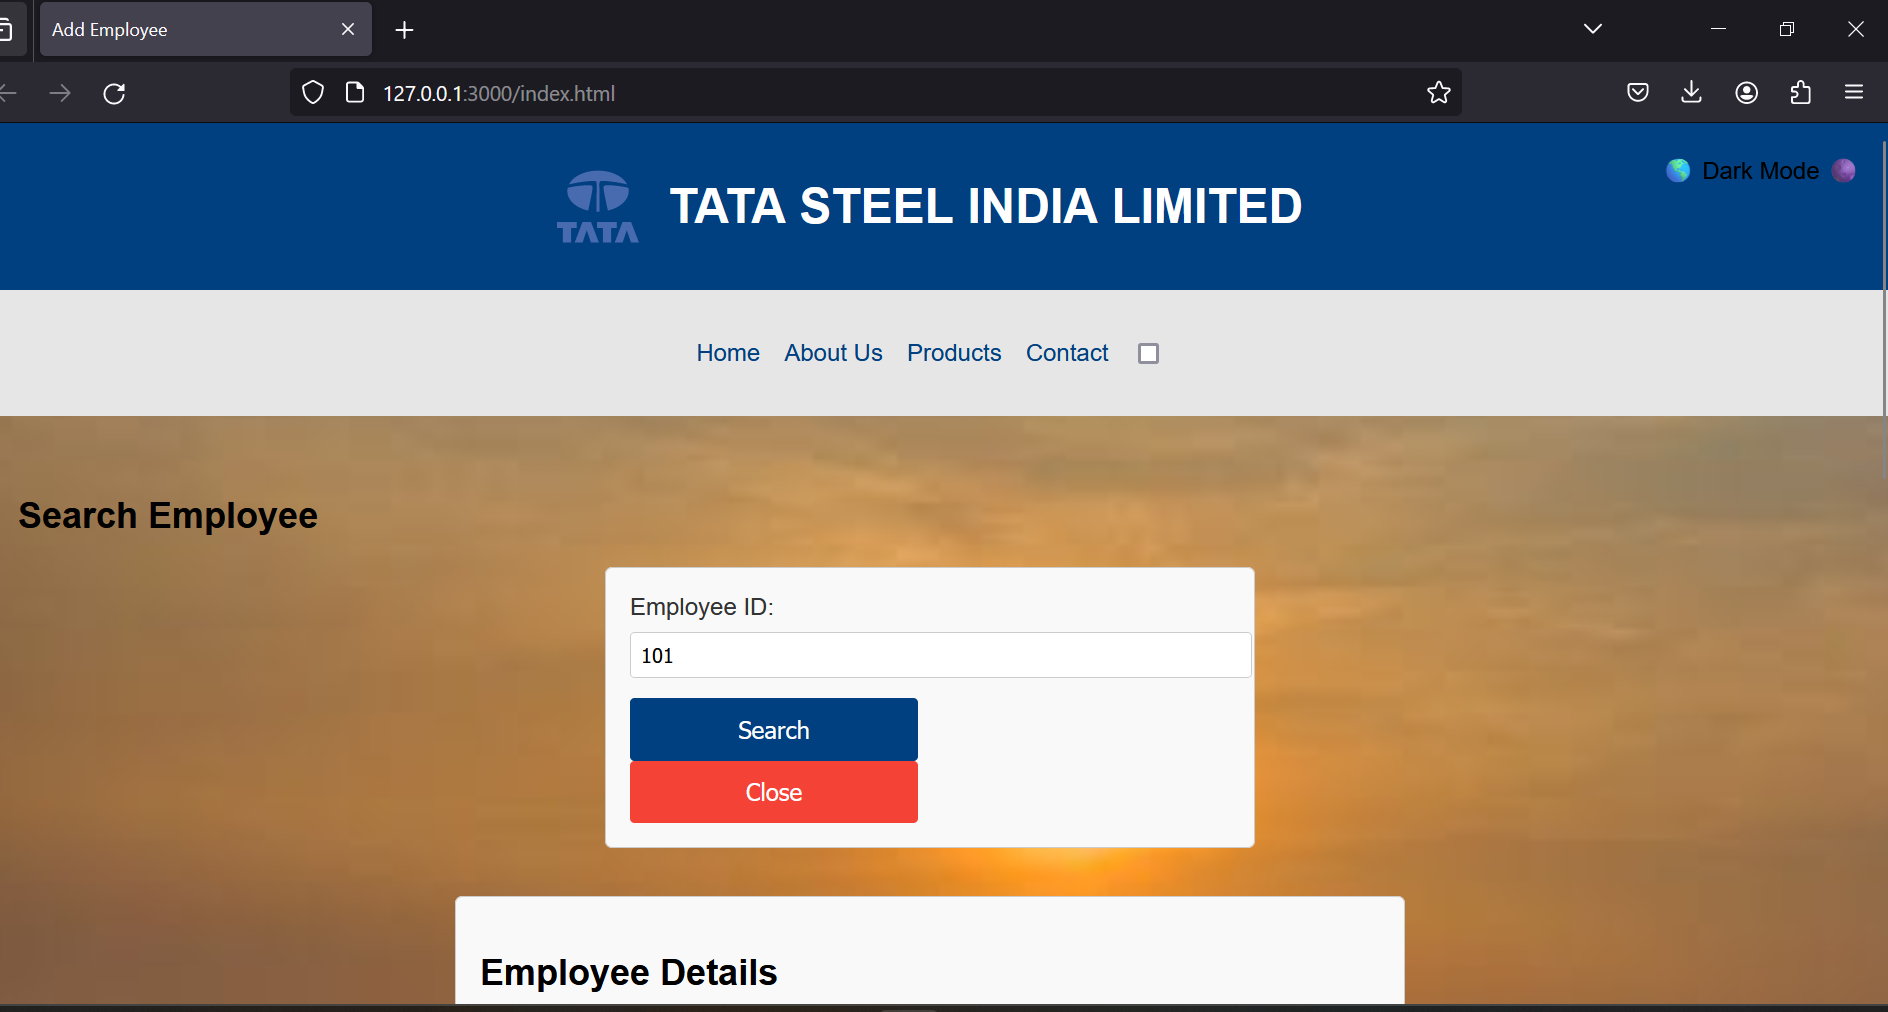 Add Employee
127.0.0.1:3000/index.html
Dark Mode
TATA
TATA STEEL INDIA LIMITED
Home About Us Products Contact
Search Employee
Employee ID:
101
Search
Close
Employee Details